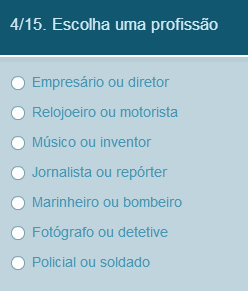 4/15. Escolha uma profissão
Empresário ou diretor
Relojoeiro ou motorista
Músico ou inventor
Jornalista ou repórter
Marinheiro ou bombeiro
Fotógrafo ou detetive
Policial ou soldado